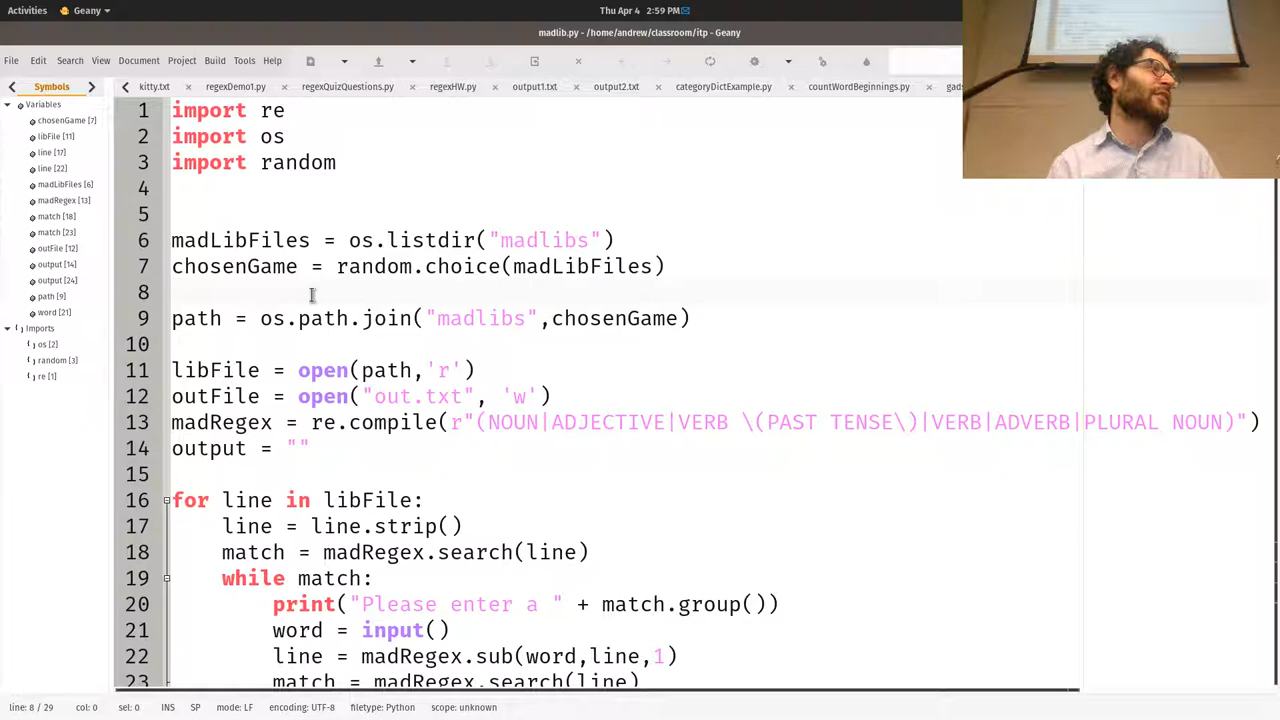 Activities Geany Thu Apr 4 2:59 PM
madlib.py - /home/andrew/classroom/itp - Geany
File Edit Search View Document Project Build Tools Help
Symbols kitty.txt regexDemo1.py regexQuizQuestions.py regexHW.py output1.txt output2.txt categoryDictExample.py countWordBeginnings.py gads
Variables
chosenGame [7]
libFile [11]
line [17]
line [22]
madLibFiles [6]
madRegex [13]
match [18]
match [23]
outFile [12]
output [14]
output [24]
path [9]
word [21]
Imports
os [2]
random [3]
re [1]
1 import re
2 import os
3 import random
4
5
6 madLibFiles = os.listdir("madlibs")
7 chosenGame = random.choice(madLibFiles)
8
9 path = os.path.join("madlibs",chosenGame)
10
11 libFile = open(path,'r')
12 outFile = open("out.txt", 'w')
13 madRegex = re.compile(r"(NOUN|ADJECTIVE|VERB \(PAST TENSE\)|VERB|ADVERB|PLURAL NOUN)")
14 output = ""
15
16 for line in libFile:
17 line = line.strip()
18 match = madRegex.search(line)
19 while match:
20 print("Please enter a " + match.group())
21 word = input()
22 line = madRegex.sub(word,line,1)
23 match = madRegex.search(line)
line: 8 / 29 col: 0 sel: 0 INS SP mode: LF encoding: UTF-8 filetype: Python scope: unknown